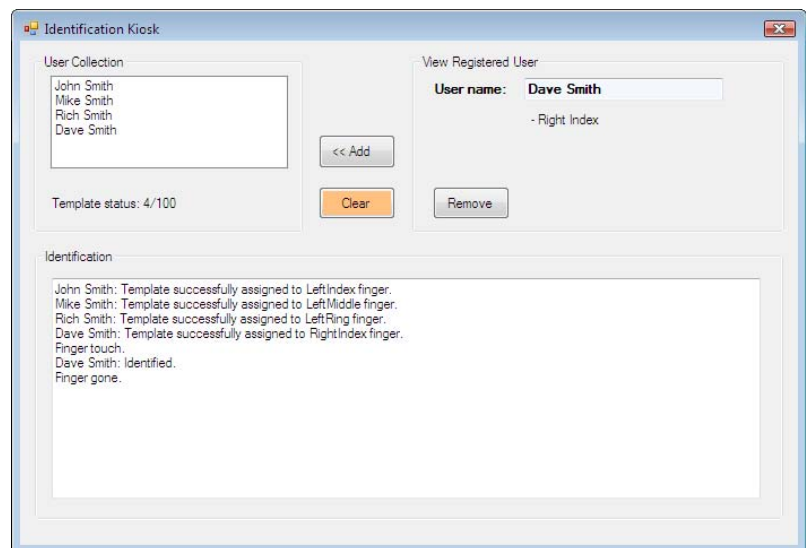 Identification Kiosk
User Collection
John Smith
Mike Smith
Rich Smith
Dave Smith
Template status: 4/100
<< Add
Clear
View Registered User
User name: Dave Smith
- Right Index
Remove
Identification
John Smith: Template successfully assigned to LeftIndex finger.
Mike Smith: Template successfully assigned to LeftMiddle finger.
Rich Smith: Template successfully assigned to LeftRing finger.
Dave Smith: Template successfully assigned to RightIndex finger.
Finger touch.
Dave Smith: Identified.
Finger gone.